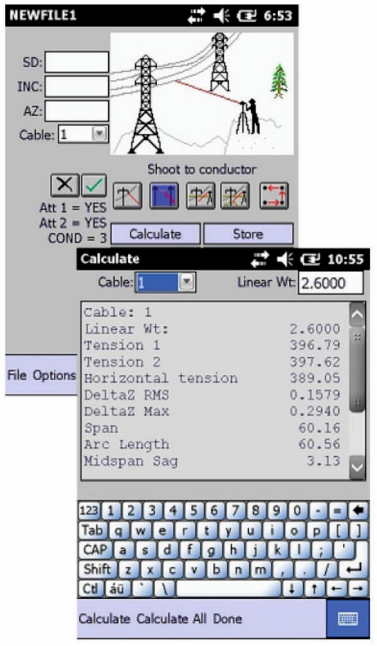 NEWFILE1 6:53
SD:
INC:
AZ:
Cable: 1
Shoot to conductor
Att 1 = YES
Att 2 = YES
COND = 3
Calculate Store
File Options
Calculate 10:55
Cable: 1 Linear Wt: 2.6000
Cable: 1
Linear Wt: 2.6000
Tension 1 396.79
Tension 2 397.62
Horizontal tension 389.05
DeltaZ RMS 0.1579
DeltaZ Max 0.2940
Span 60.16
Arc Length 60.56
Midspan Sag 3.13
123 1 2 3 4 5 6 7 8 9 0 - =
Tab q w e r t y u i o p [ ]
CAP a s d f g h j k l ; '
Shift z x c v b n m , . /
Ctl áü ` \
Calculate Calculate All Done